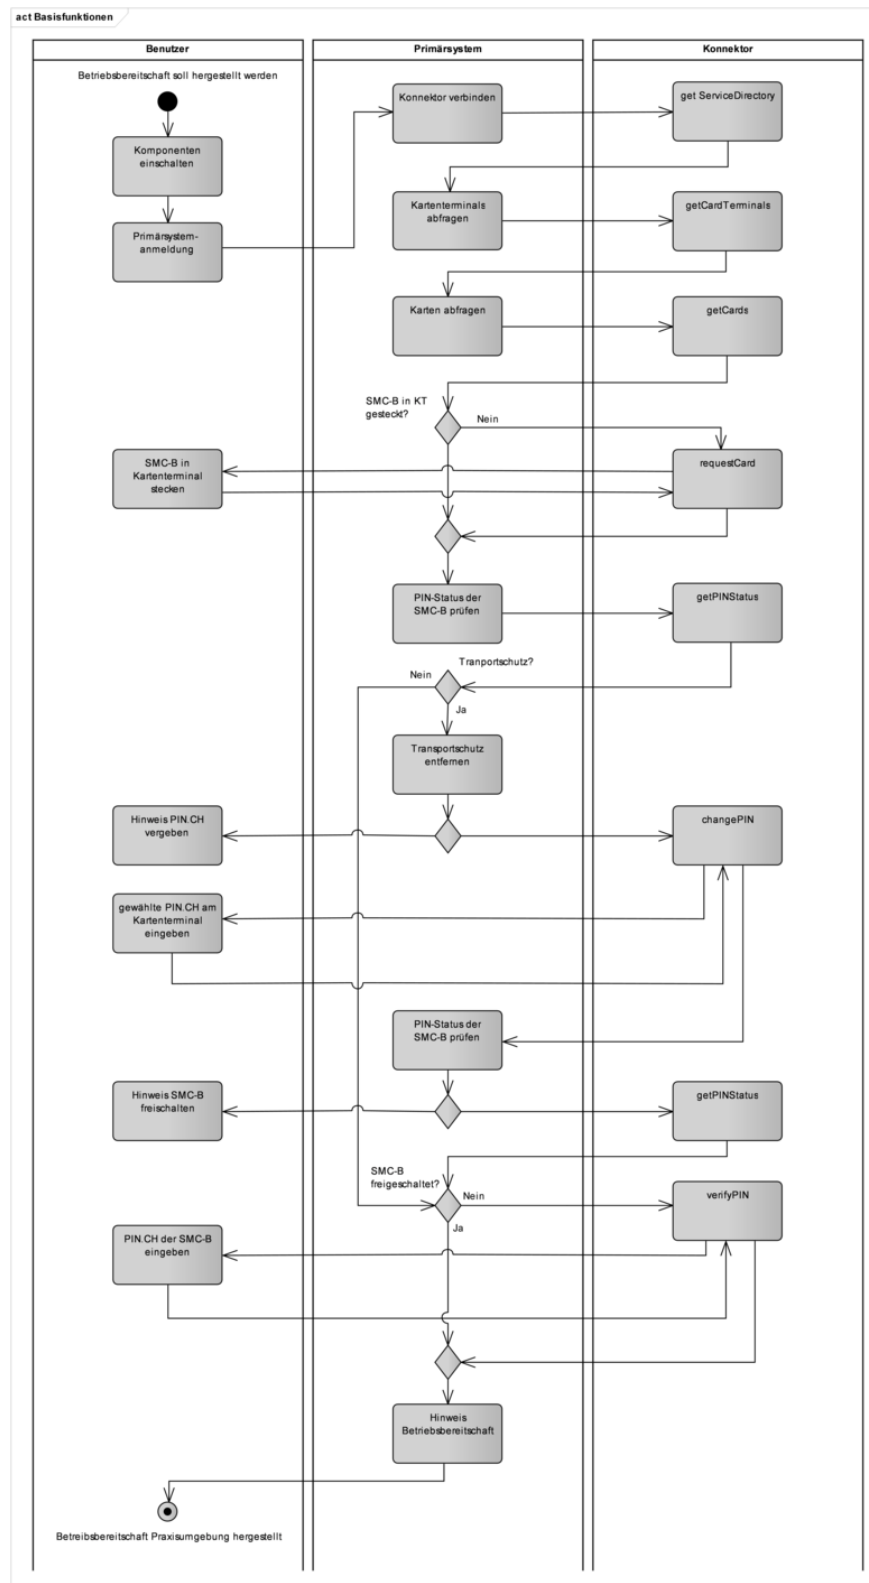 act Basisfunktionen
Benutzer
Primärsystem
Konnektor
Betriebsbereitschaft soll hergestellt werden
Konnektor verbinden
get ServiceDirectory
Komponenten
einschalten
Kartenterminals
abfragen
getCardTerminals
Primärsystem-
anmeldung
Karten abfragen
getCards
SMC-B in KT
gesteckt?
Nein
SMC-B in
Kartenterminal
stecken
requestCard
PIN-Status der
SMC-B prüfen
getPINStatus
Tranportschutz?
Nein
Ja
Transportschutz
entfernen
Hinweis PIN.CH
vergeben
changePIN
gewählte PIN.CH am
Kartenterminal
eingeben
PIN-Status der
SMC-B prüfen
Hinweis SMC-B
freischalten
getPINStatus
SMC-B
freigeschaltet?
Nein
verifyPIN
Ja
PIN.CH der SMC-B
eingeben
Hinweis
Betriebsbereitschaft
Betreibsbereitschaft Praxisumgebung hergestellt